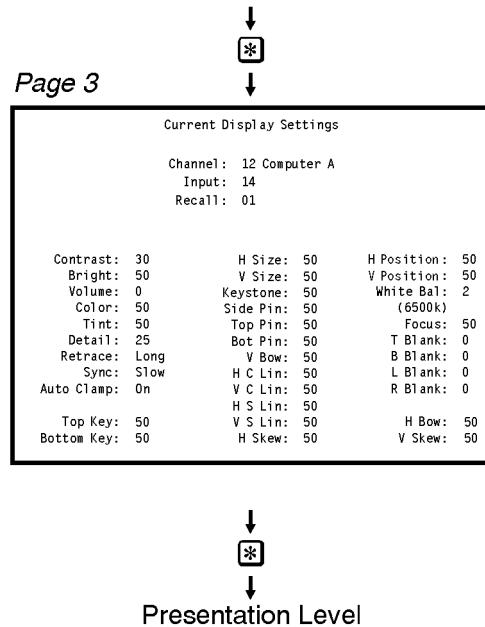 *
Page 3
Current Display Settings
Channel: 12 Computer A
Input: 14
Recall: 01
Contrast: 30 H Size: 50 H Position: 50
Bright: 50 V Size: 50 V Position: 50
Volume: 0 Keystone: 50 White Bal: 2
Color: 50 Side Pin: 50 (6500k)
Tint: 50 Top Pin: 50 Focus: 50
Detail: 25 Bot Pin: 50 T Blank: 0
Retrace: Long V Bow: 50 B Blank: 0
Sync: Slow H C Lin: 50 L Blank: 0
Auto Clamp: On V C Lin: 50 R Blank: 0
H S Lin: 50
Top Key: 50 V S Lin: 50 H Bow: 50
Bottom Key: 50 H Skew: 50 V Skew: 50
*
Presentation Level